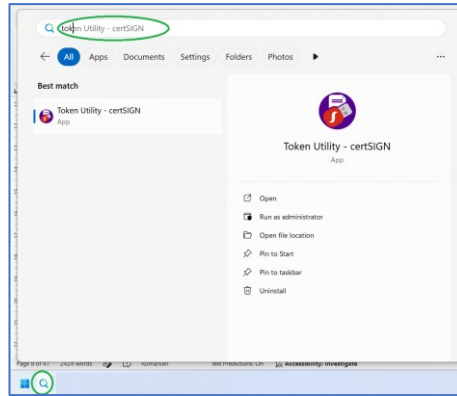 token Utility - certSIGN
All Apps Documents Settings Folders Photos
Best match
Token Utility - certSIGN
App
Token Utility - certSIGN
App
Open
Run as administrator
Open file location
Pin to Start
Pin to taskbar
Uninstall
Page 8 of 47 2424 words Romanian Text Predictions: On Accessibility: Investigate